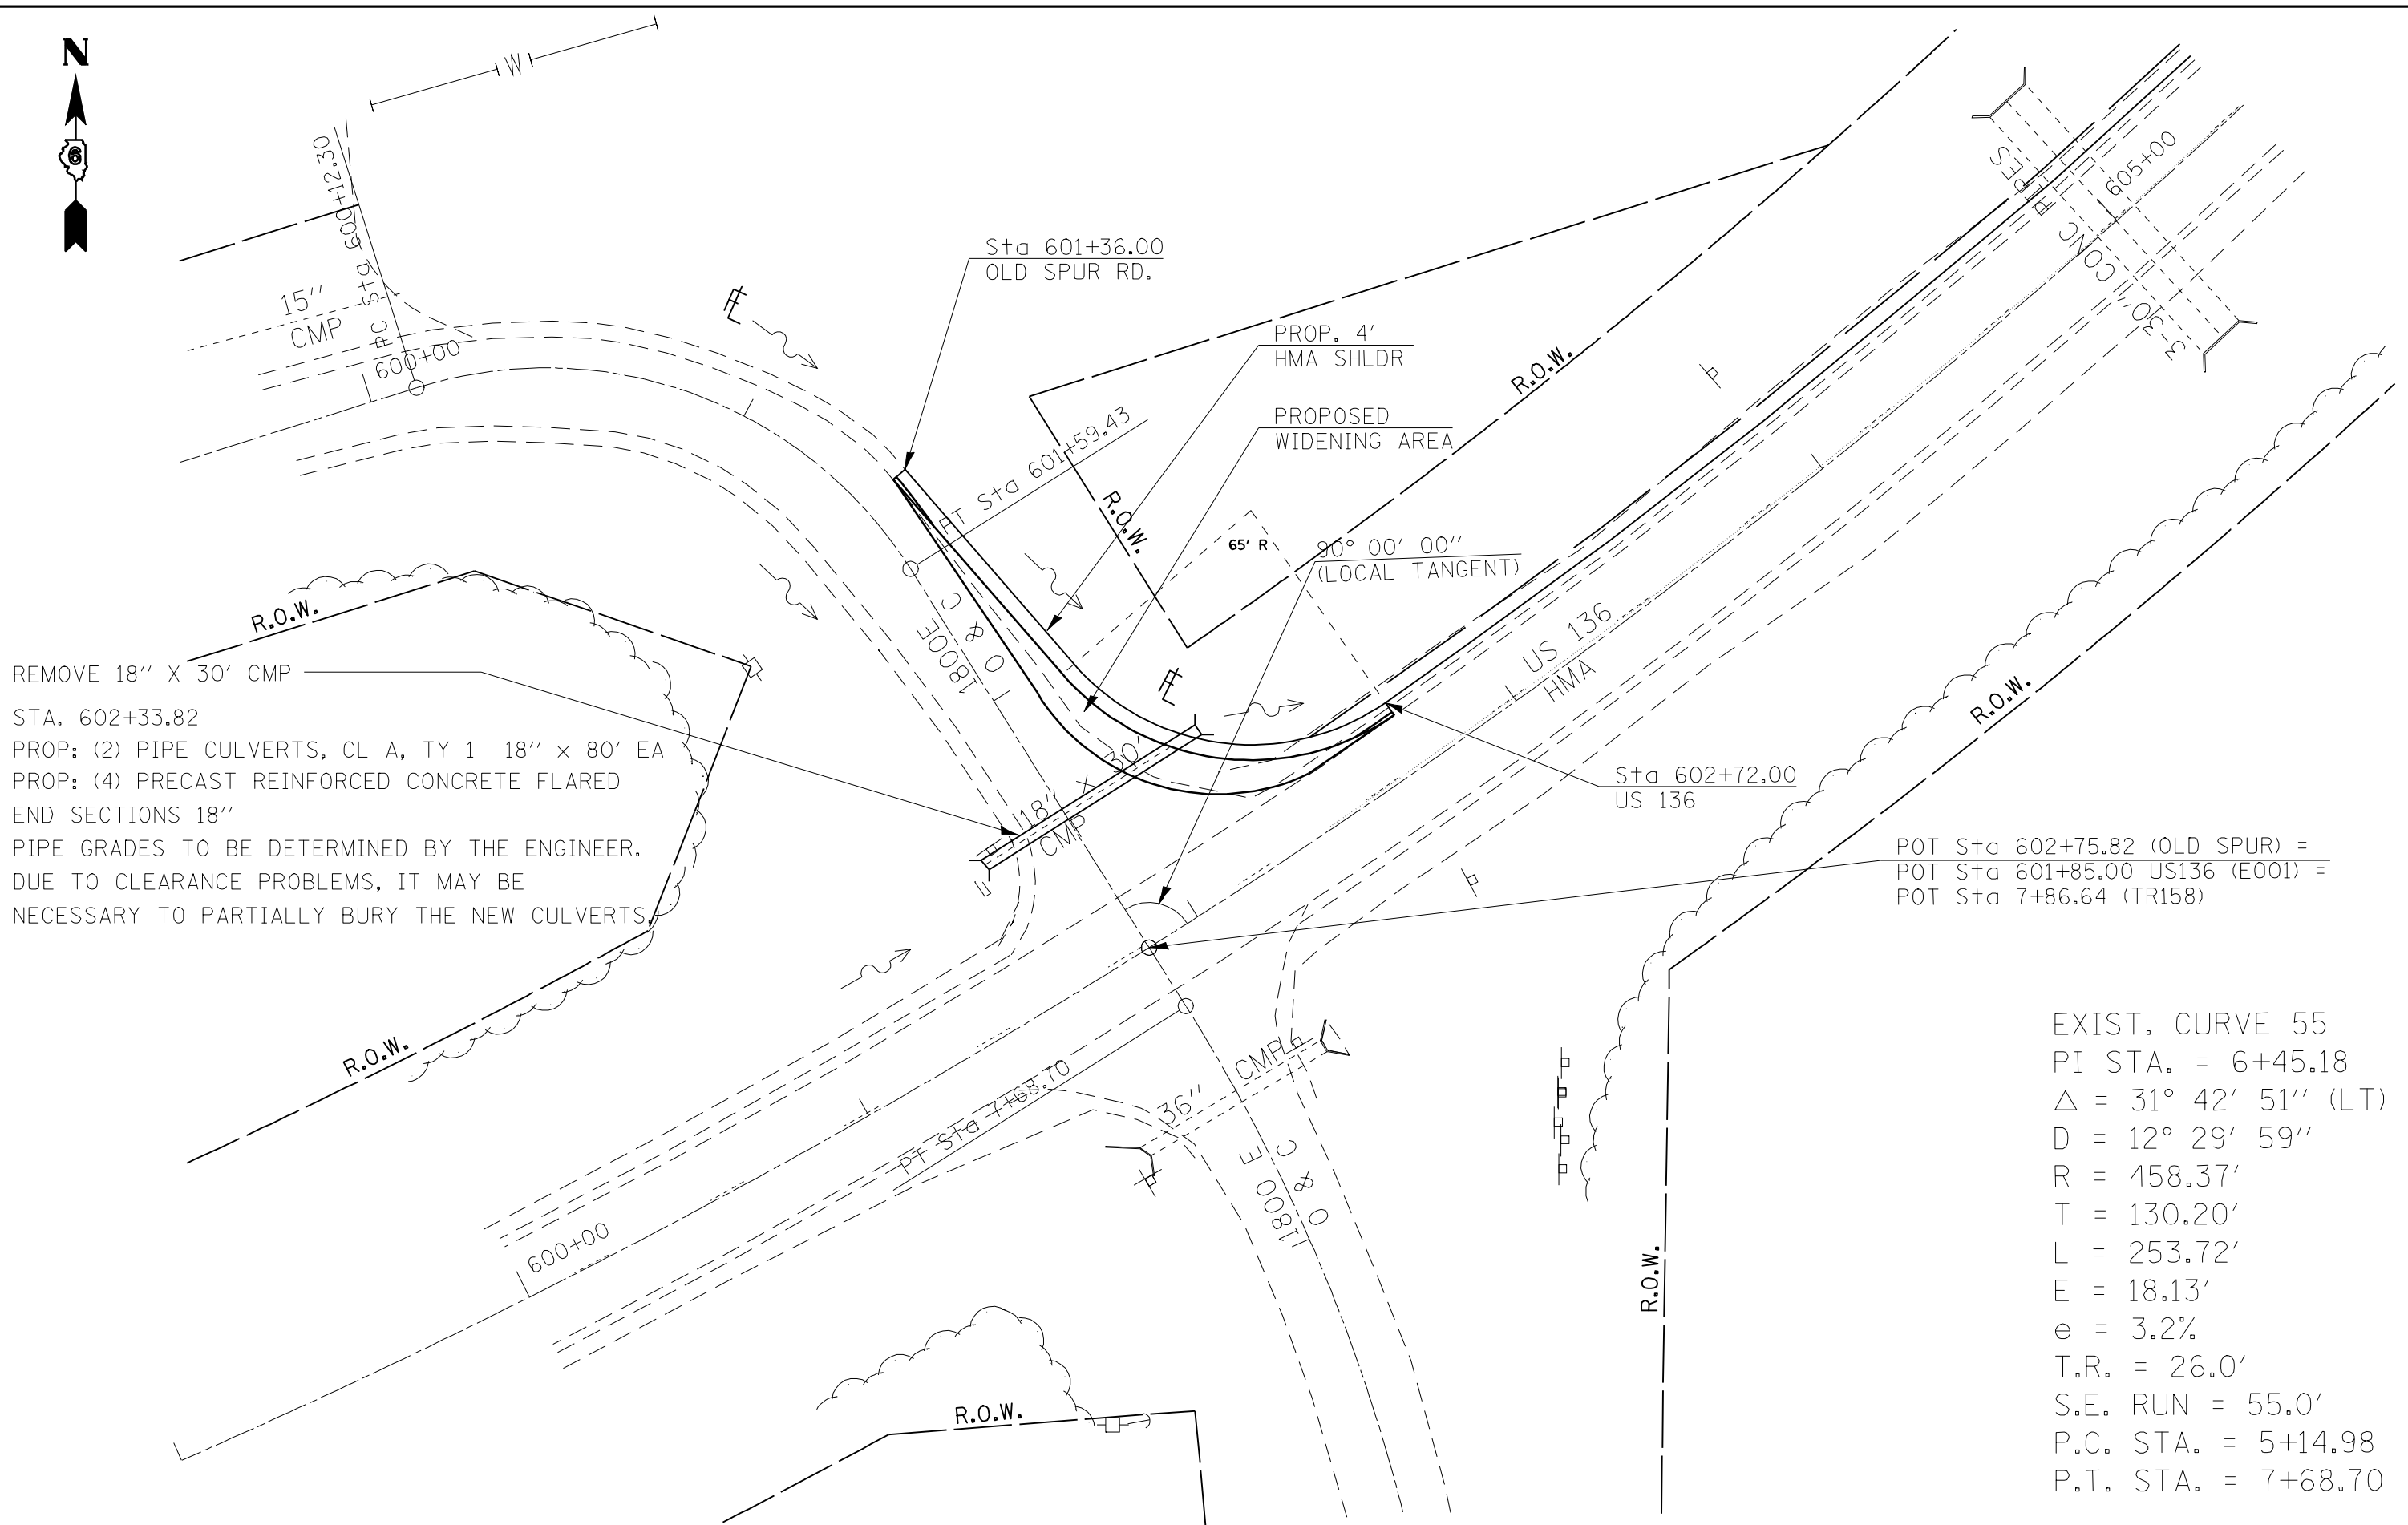 N
6
W
PC Sta 600+12.30
15'' 
CMP
600+00
Sta 601+36.00
OLD SPUR RD.
PROP. 4'
HMA SHLDR
PROPOSED
WIDENING AREA
PT Sta 601+59.43
R.O.W.
R.O.W.
65' R
90° 00' 00''
(LOCAL TANGENT)
605+00
3' x 30' CONC
PRES
1800E
O & C
US 136
HMA
R.O.W.
R.O.W.
REMOVE 18'' X 30' CMP
STA. 602+33.82
PROP: (2) PIPE CULVERTS, CL A, TY 1 18'' x 80' EA
PROP: (4) PRECAST REINFORCED CONCRETE FLARED
END SECTIONS 18''
PIPE GRADES TO BE DETERMINED BY THE ENGINEER.
DUE TO CLEARANCE PROBLEMS, IT MAY BE
NECESSARY TO PARTIALLY BURY THE NEW CULVERTS.
18'' X 30'
CMP
Sta 602+72.00
US 136
POT Sta 602+75.82 (OLD SPUR) =
POT Sta 601+85.00 US136 (E001) =
POT Sta 7+86.64 (TR158)
R.O.W.
PT Sta 7+68.70
36'' CMP
1800 E
O & C
600+00
R.O.W.
R.O.W.
EXIST. CURVE 55
PI STA. = 6+45.18
△ = 31° 42' 51'' (LT)
D = 12° 29' 59''
R = 458.37'
T = 130.20'
L = 253.72'
E = 18.13'
e = 3.2%
T.R. = 26.0'
S.E. RUN = 55.0'
P.C. STA. = 5+14.98
P.T. STA. = 7+68.70